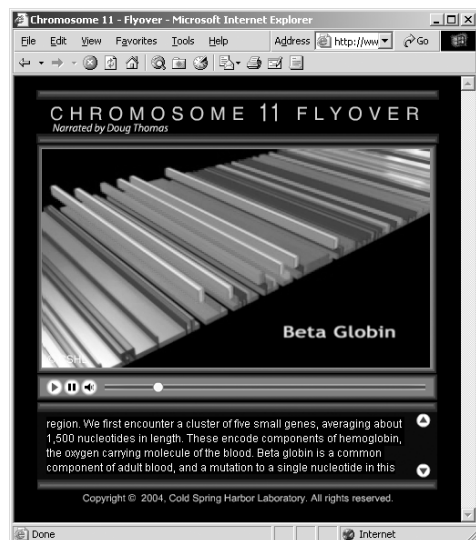 Chromosome 11 - Flyover - Microsoft Internet Explorer
File Edit View Favorites Tools Help Address http://ww Go
CHROMOSOME 11 FLYOVER
Narrated by Doug Thomas
Beta Globin
region. We first encounter a cluster of five small genes, averaging about
1,500 nucleotides in length. These encode components of hemoglobin,
the oxygen carrying molecule of the blood. Beta globin is a common
component of adult blood, and a mutation to a single nucleotide in this
Copyright © 2004, Cold Spring Harbor Laboratory. All rights reserved.
Done Internet